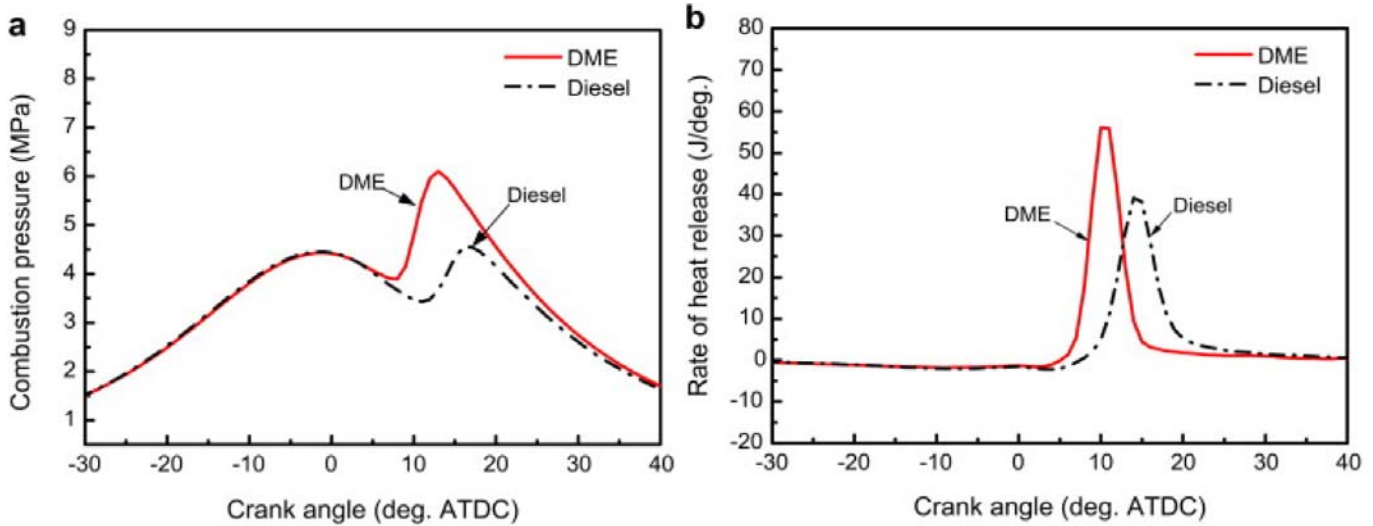 a
9
8
7
6
5
4
3
2
1
Combustion pressure (MPa)
DME
Diesel
DME
Diesel
-30 -20 -10 0 10 20 30 40
Crank angle (deg. ATDC)
b
80
70
60
50
40
30
20
10
0
-10
-20
Rate of heat release (J/deg.)
DME
Diesel
DME
Diesel
-30 -20 -10 0 10 20 30 40
Crank angle (deg. ATDC)